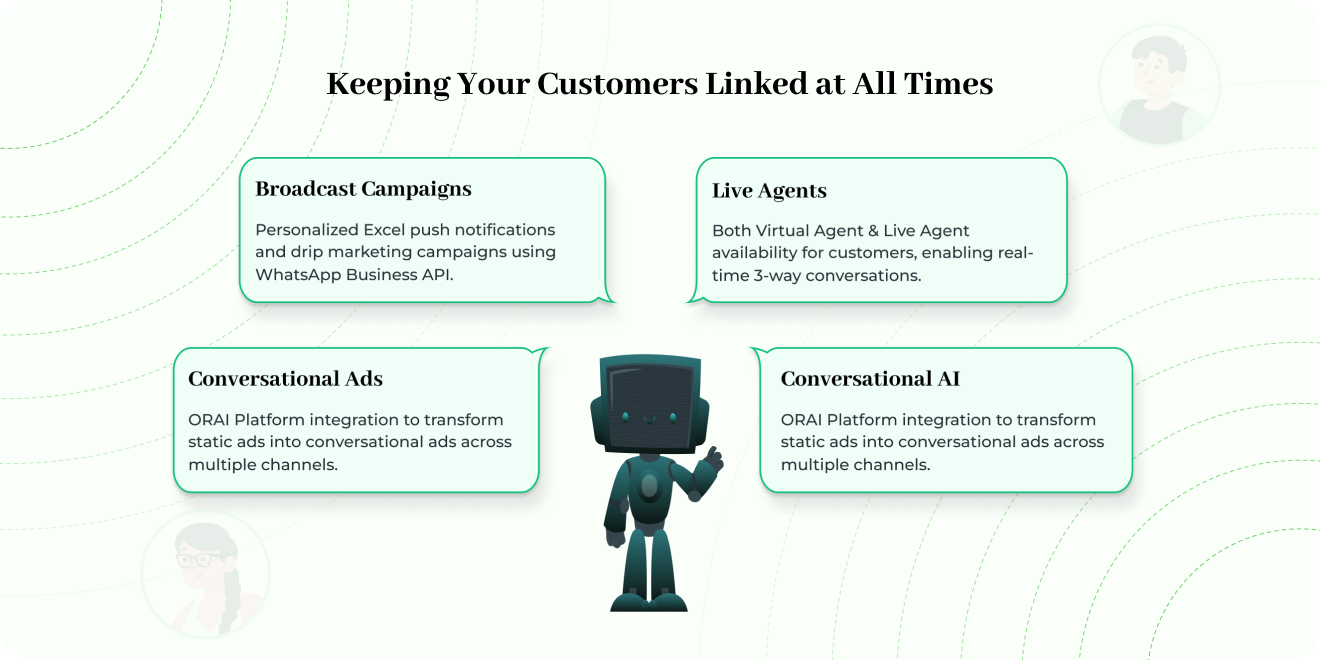 Keeping Your Customers Linked at All Times
Broadcast Campaigns
Personalized Excel push notifications
and drip marketing campaigns using
WhatsApp Business API.
Live Agents
Both Virtual Agent & Live Agent
availability for customers, enabling real-
time 3-way conversations.
Conversational Ads
ORAI Platform integration to transform
static ads into conversational ads across
multiple channels.
Conversational AI
ORAI Platform integration to transform
static ads into conversational ads across
multiple channels.